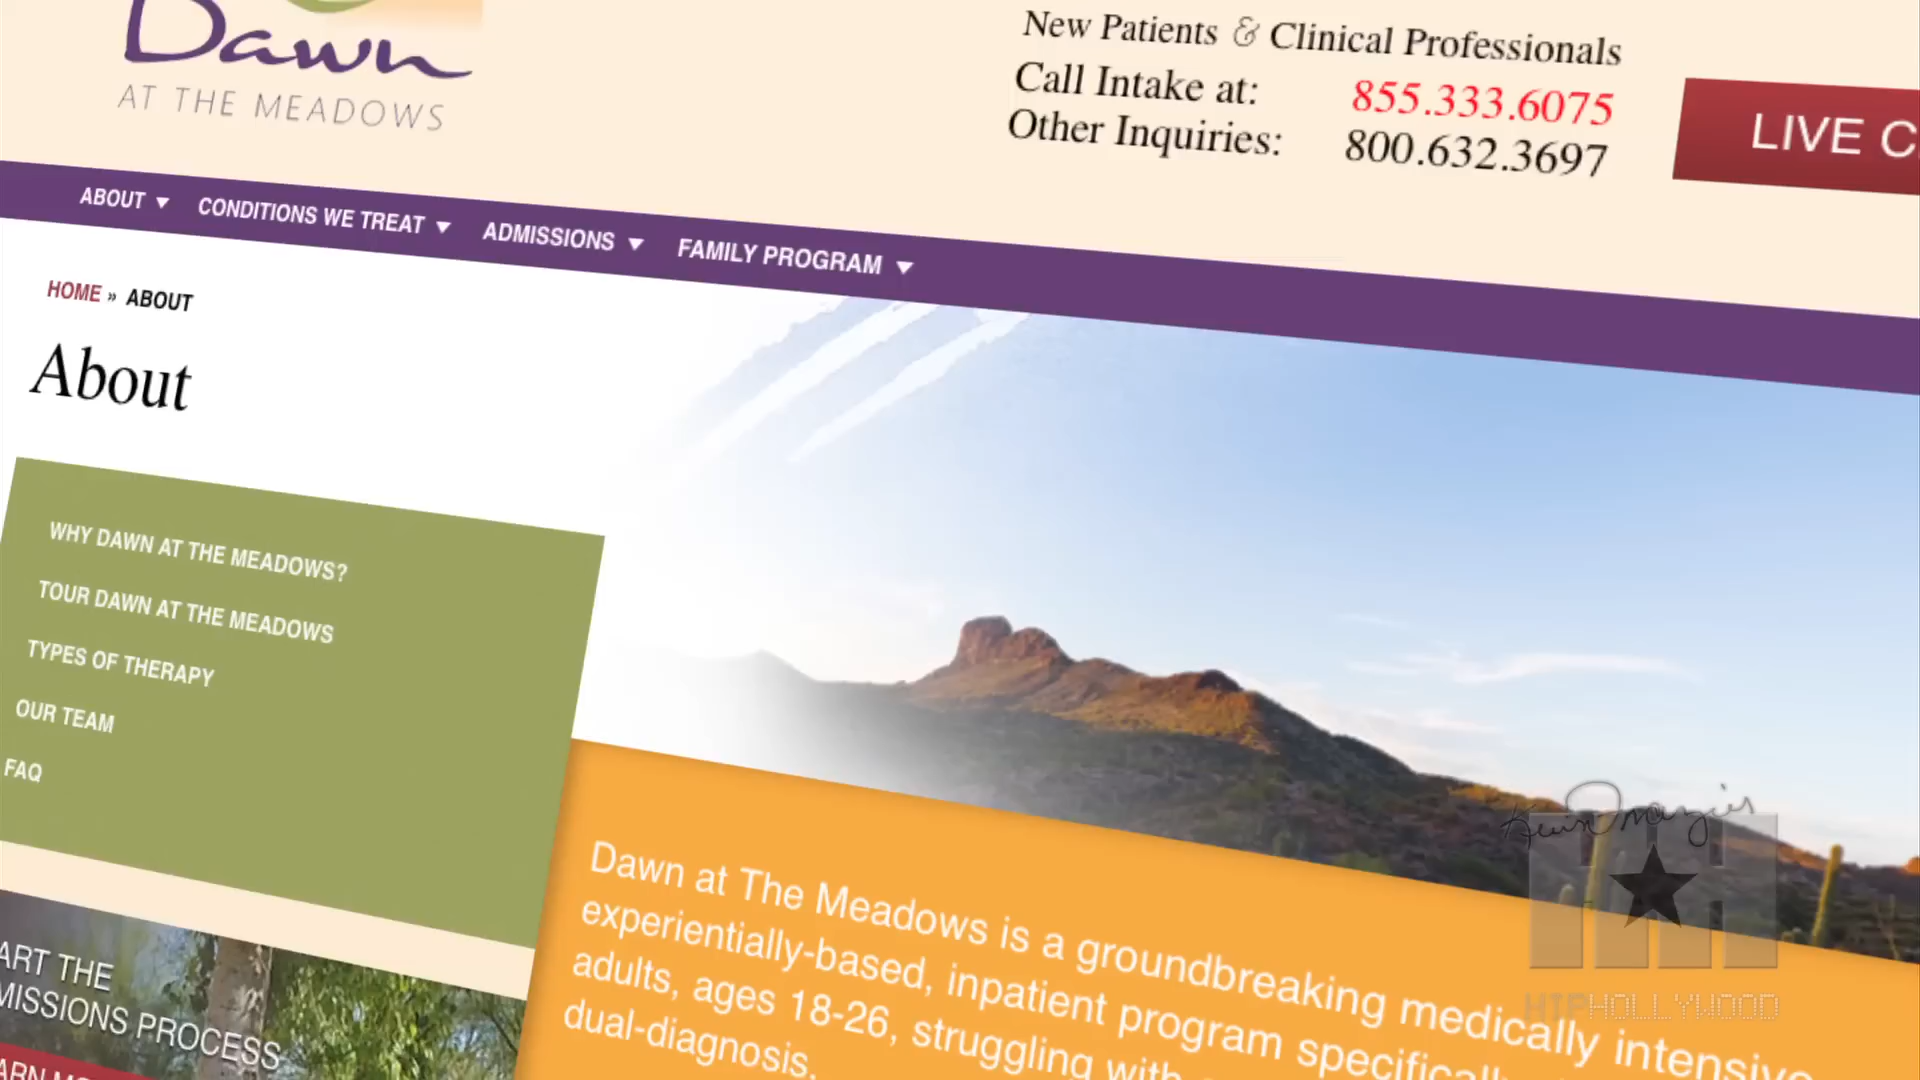 Dawn
AT THE MEADOWS
New Patients & Clinical Professionals
Call Intake at: 855.333.6075
Other Inquiries: 800.632.3697
LIVE C
ABOUT ▼ CONDITIONS WE TREAT ▼ ADMISSIONS ▼ FAMILY PROGRAM ▼
HOME » ABOUT
About
WHY DAWN AT THE MEADOWS?
TOUR DAWN AT THE MEADOWS
TYPES OF THERAPY
OUR TEAM
FAQ
ART THE
MISSIONS PROCESS
Dawn at The Meadows is a groundbreaking medically intensive
experientially-based, inpatient program specifically
adults, ages 18-26, struggling with
dual-diagnosis.
Kevin Frazier
HIPHOLLYWOOD